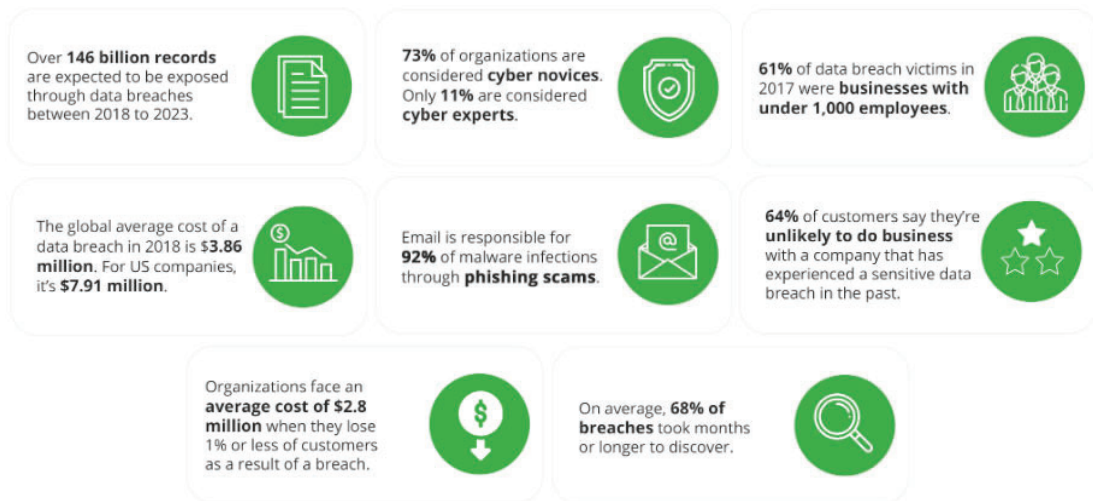 Over 146 billion records
are expected to be exposed
through data breaches
between 2018 to 2023.
73% of organizations are
considered cyber novices.
Only 11% are considered
cyber experts.
61% of data breach victims in
2017 were businesses with
under 1,000 employees.
The global average cost of a
data breach in 2018 is $3.86
million. For US companies,
it's $7.91 million.
$
Email is responsible for
92% of malware infections
through phishing scams.
@
64% of customers say they're
unlikely to do business
with a company that has
experienced a sensitive data
breach in the past.
Organizations face an
average cost of $2.8
million when they lose
1% or less of customers
as a result of a breach.
$
On average, 68% of
breaches took months
or longer to discover.